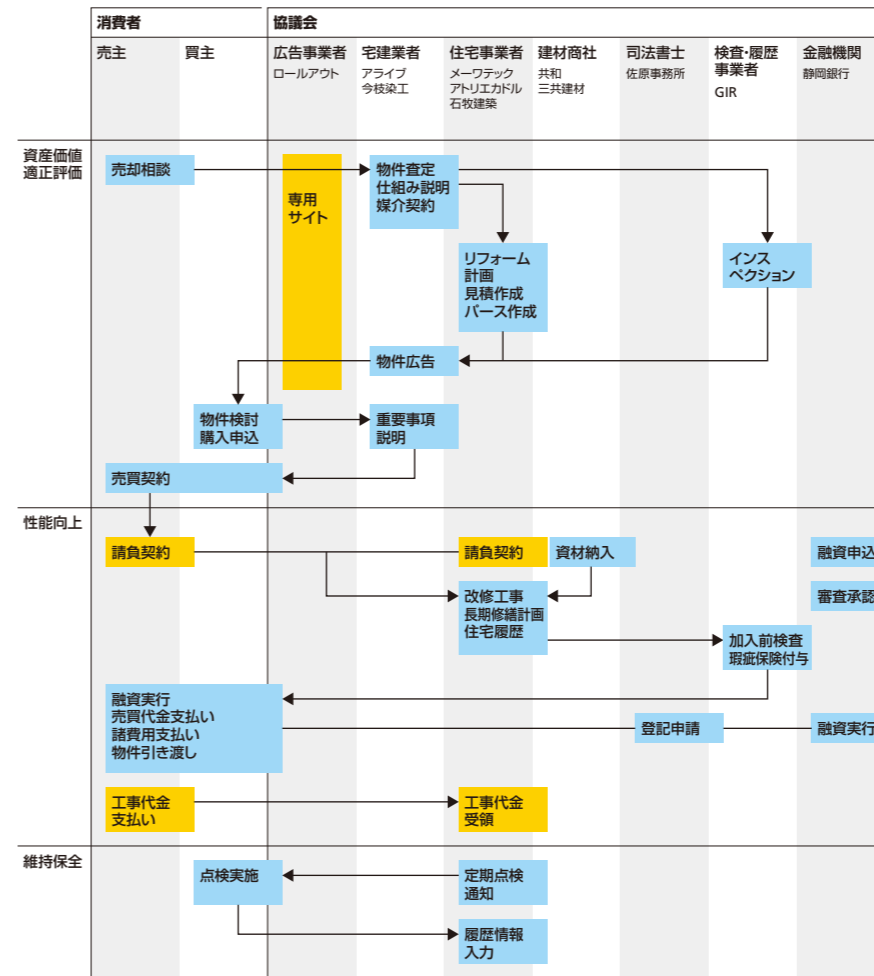 消費者
協議会
売主
買主
広告事業者
ロールアウト
宅建業者
アライブ
今枝染工
住宅事業者
メーワテック
アトリエカドル
石牧建築
建材商社
共和
三共建材
司法書士
佐原事務所
検査・履歴
事業者
GIR
金融機関
静岡銀行
資産価値
適正評価
売却相談
専用
サイト
物件査定
仕組み説明
媒介契約
リフォーム
計画
見積作成
パース作成
インス
ペクション
物件広告
物件検討
購入申込
重要事項
説明
売買契約
性能向上
請負契約
請負契約
資材納入
融資申込
改修工事
長期修繕計画
住宅履歴
審査承認
加入前検査
瑕疵保険付与
融資実行
売買代金支払い
諸費用支払い
物件引き渡し
登記申請
融資実行
工事代金
支払い
工事代金
受領
維持保全
点検実施
定期点検
通知
履歴情報
入力